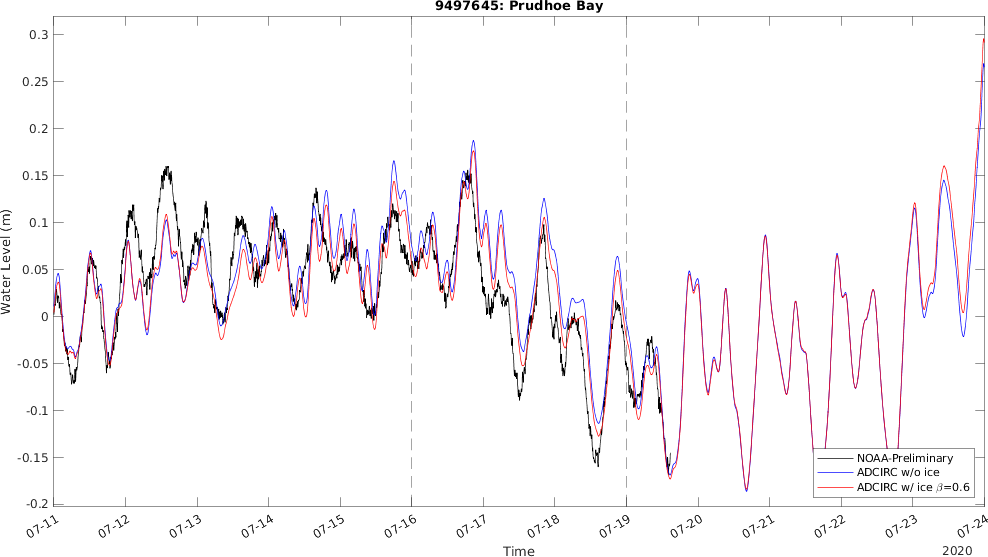 9497645: Prudhoe Bay
0.3
0.25
0.2
0.15
0.1
0.05
0
-0.05
-0.1
-0.15
-0.2
Water Level (m)
NOAA-Preliminary
ADCIRC w/o ice
ADCIRC w/ ice β=0.6
07-11 07-12 07-13 07-14 07-15 07-16 07-17 07-18 07-19 07-20 07-21 07-22 07-23 07-24
Time
2020